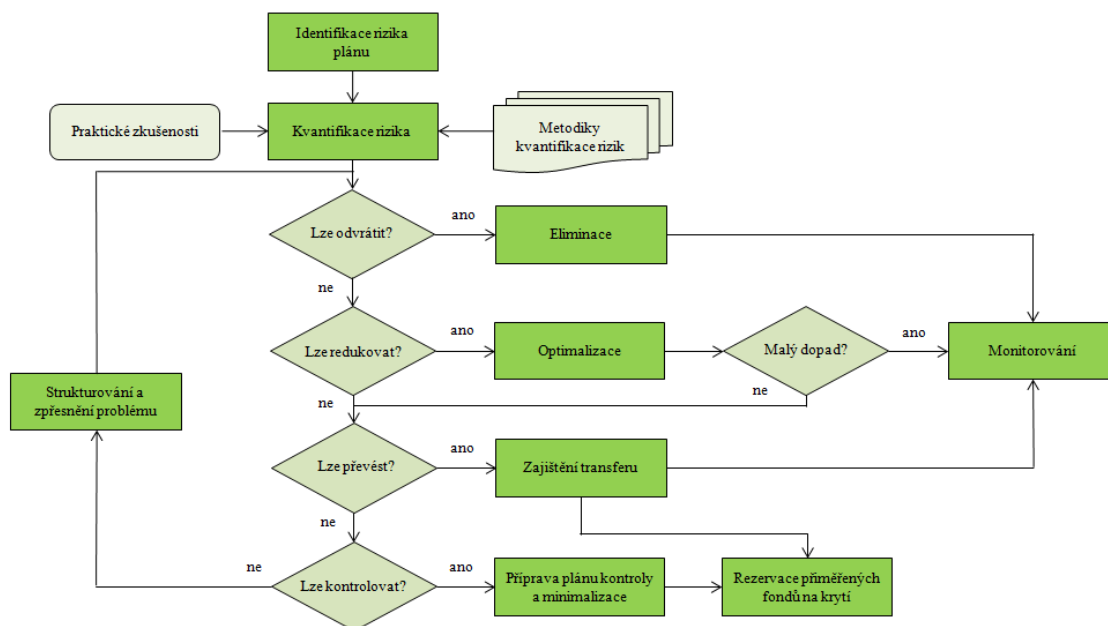 Identifikace rizika
plánu
Praktické zkušenosti
Kvantifikace rizika
Metodiky
kvantifikace rizik
Lze odvrátit?
ano
Eliminace
ne
Lze redukovat?
ano
Optimalizace
Malý dopad?
ano
Monitorování
Strukturování a
zpřesnění problému
ne
ne
Lze převést?
ano
Zajištění transferu
ne
ne
Lze kontrolovat?
ano
Příprava plánu kontroly
a minimalizace
Rezervace přiměřených
fondů na krytí